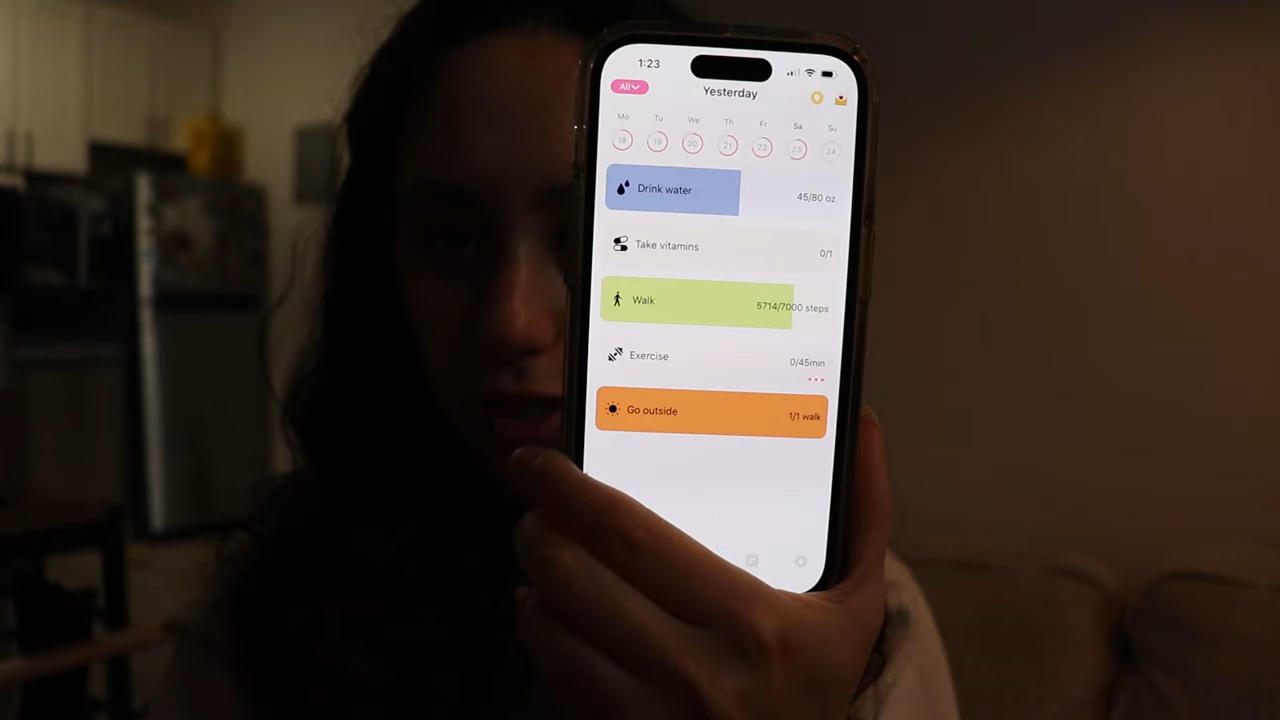 1:23
All
Yesterday
Mo Tu We Th Fr Sa Su
18 19 20 21 22 23 24
Drink water 45/80 oz
Take vitamins 0/1
Walk 5714/7000 steps
Exercise 0/45min
Go outside 1/1 walk